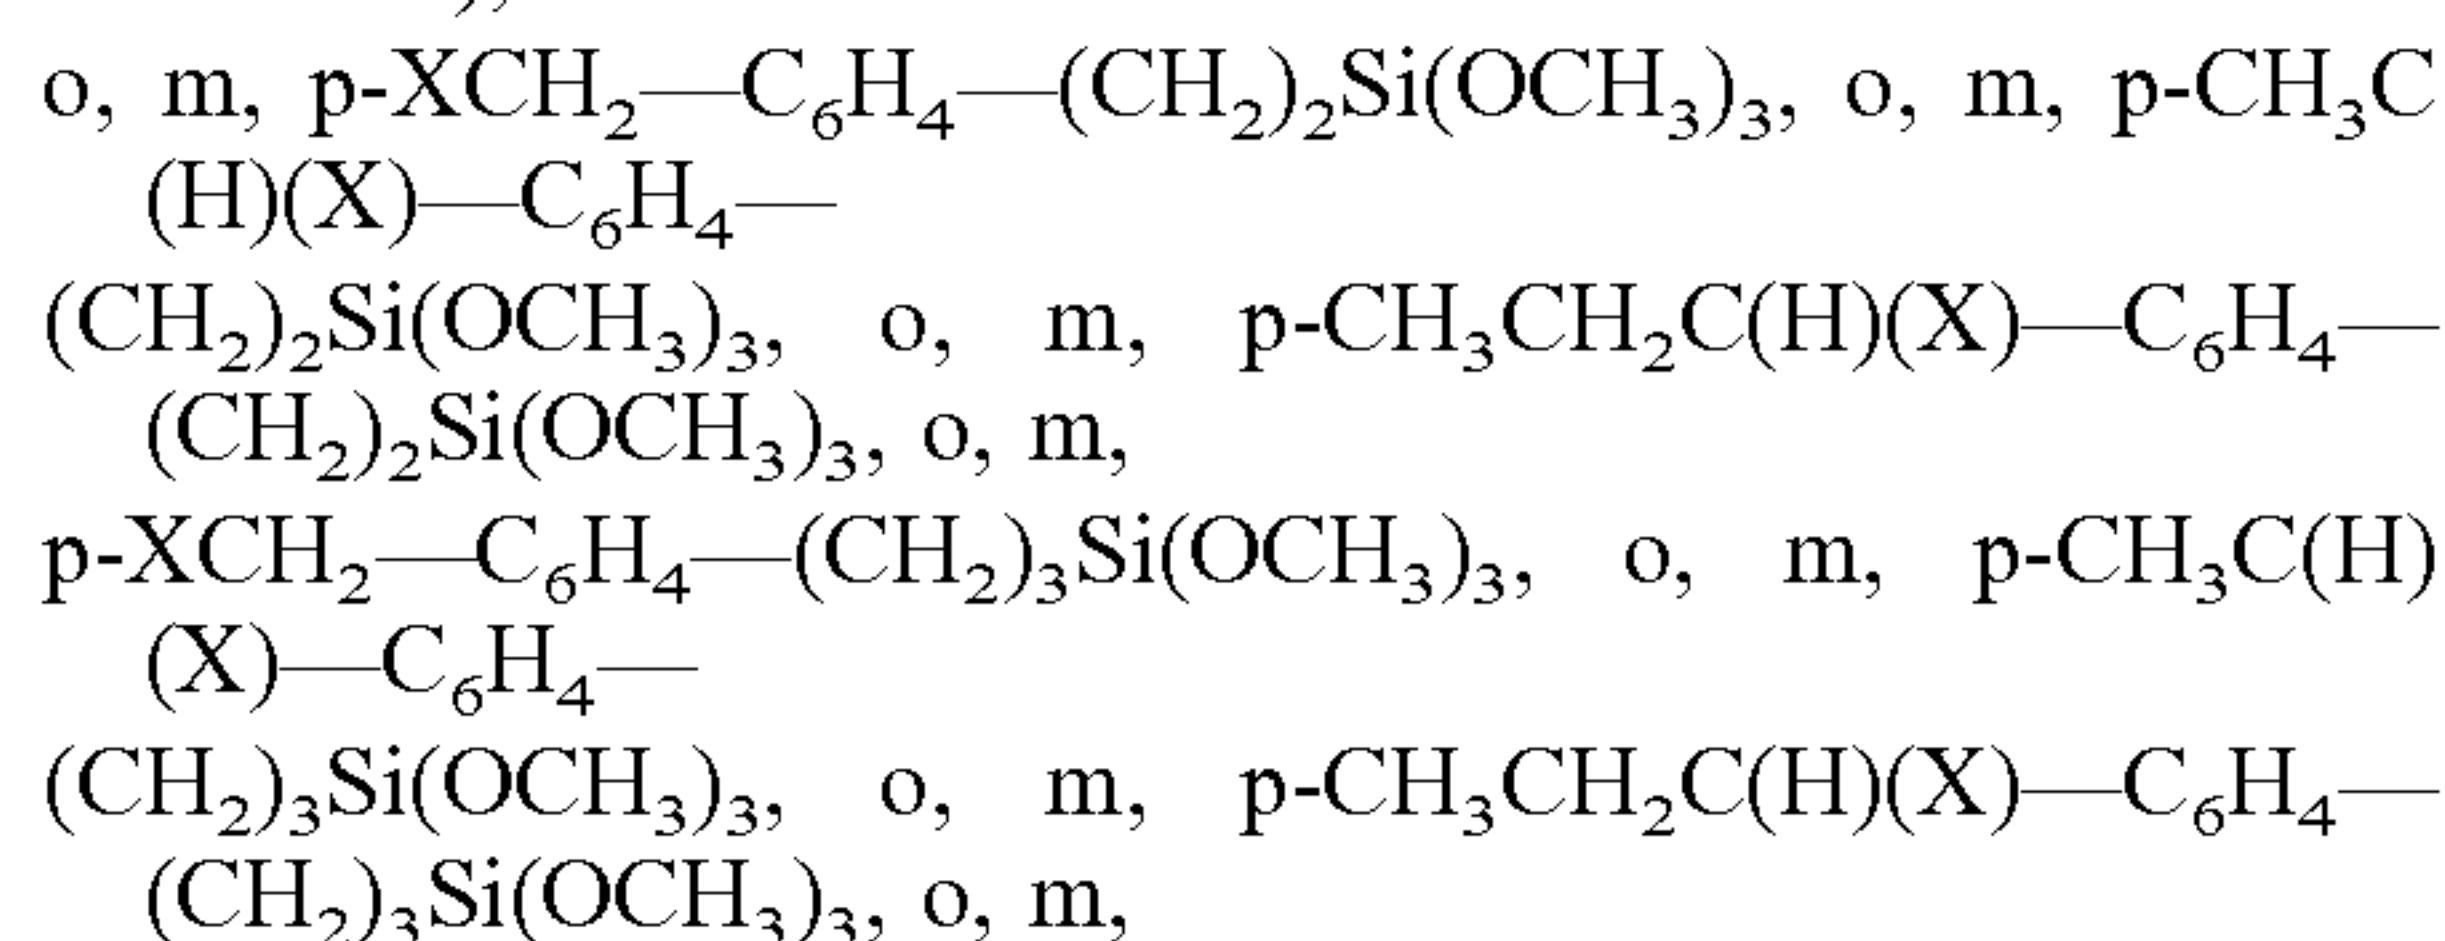 o, m, p-XCH₂—C₆H₄—(CH₂)₂Si(OCH₃)₃, o, m, p-CH₃C
(H)(X)—C₆H₄—
(CH₂)₂Si(OCH₃)₃, o, m, p-CH₃CH₂C(H)(X)—C₆H₄—
(CH₂)₂Si(OCH₃)₃, o, m,
p-XCH₂—C₆H₄—(CH₂)₃Si(OCH₃)₃, o, m, p-CH₃C(H)
(X)—C₆H₄—
(CH₂)₃Si(OCH₃)₃, o, m, p-CH₃CH₂C(H)(X)—C₆H₄—
(CH₂)₃Si(OCH₃)₃, o, m,